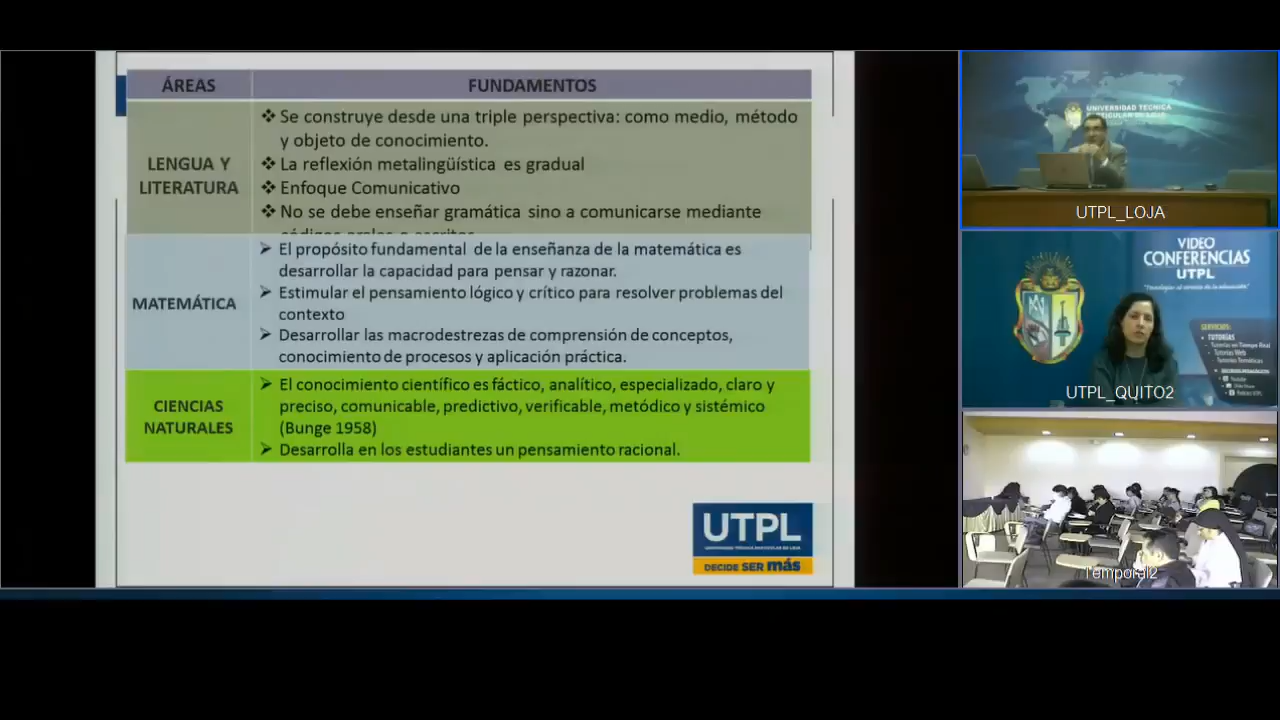 ÁREAS
FUNDAMENTOS
LENGUA Y
LITERATURA
❖ Se construye desde una triple perspectiva: como medio, método
y objeto de conocimiento.
❖ La reflexión metalingüística es gradual
❖ Enfoque Comunicativo
❖ No se debe enseñar gramática sino a comunicarse mediante
MATEMÁTICA
➢ El propósito fundamental de la enseñanza de la matemática es
desarrollar la capacidad para pensar y razonar.
➢ Estimular el pensamiento lógico y crítico para resolver problemas del
contexto
➢ Desarrollar las macrodestrezas de comprensión de conceptos,
conocimiento de procesos y aplicación práctica.
CIENCIAS
NATURALES
➢ El conocimiento científico es fáctico, analítico, especializado, claro y
preciso, comunicable, predictivo, verificable, metódico y sistémico
(Bunge 1958)
➢ Desarrolla en los estudiantes un pensamiento racional.
UTPL
DECIDE SER más
UNIVERSIDAD TÉCNICA
PARTICULAR DE LOJA
UTPL_LOJA
VIDEO
CONFERENCIAS
UTPL
UTPL_QUITO2
Temporal2